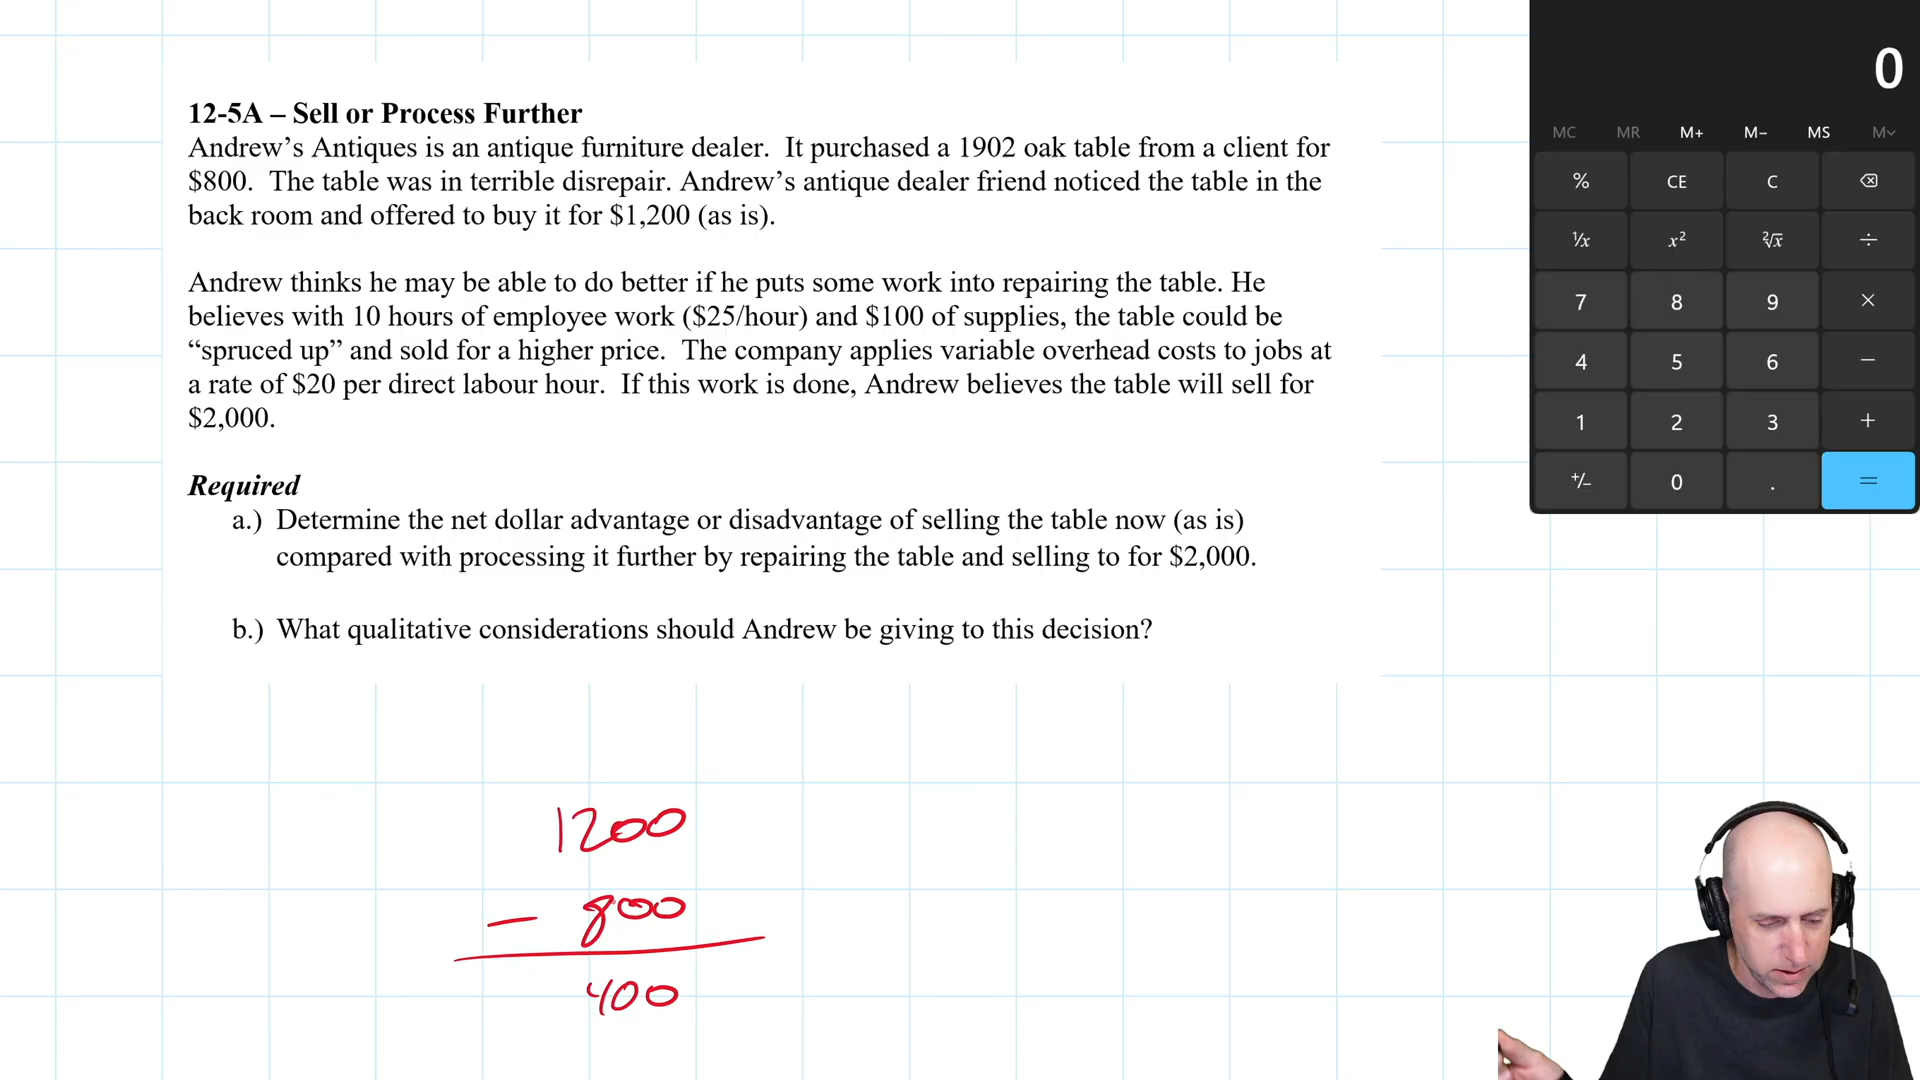 12-5A – Sell or Process Further
Andrew’s Antiques is an antique furniture dealer.  It purchased a 1902 oak table from a client for
$800.  The table was in terrible disrepair. Andrew’s antique dealer friend noticed the table in the
back room and offered to buy it for $1,200 (as is).
Andrew thinks he may be able to do better if he puts some work into repairing the table. He
believes with 10 hours of employee work ($25/hour) and $100 of supplies, the table could be
“spruced up” and sold for a higher price.  The company applies variable overhead costs to jobs at
a rate of $20 per direct labour hour.  If this work is done, Andrew believes the table will sell for
$2,000.
Required
a.) Determine the net dollar advantage or disadvantage of selling the table now (as is)
compared with processing it further by repairing the table and selling to for $2,000.
b.) What qualitative considerations should Andrew be giving to this decision?
1200
– 800
400
0
MC MR M+ M− MS M˅
% CE C ⌫
¹/x x² ²√x ÷
7 8 9 ×
4 5 6 −
1 2 3 +
⁺/₋ 0 . =